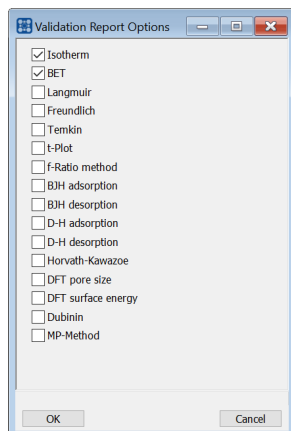 Validation Report Options
Isotherm
BET
Langmuir
Freundlich
Temkin
t-Plot
f-Ratio method
BJH adsorption
BJH desorption
D-H adsorption
D-H desorption
Horvath-Kawazoe
DFT pore size
DFT surface energy
Dubinin
MP-Method
OK Cancel